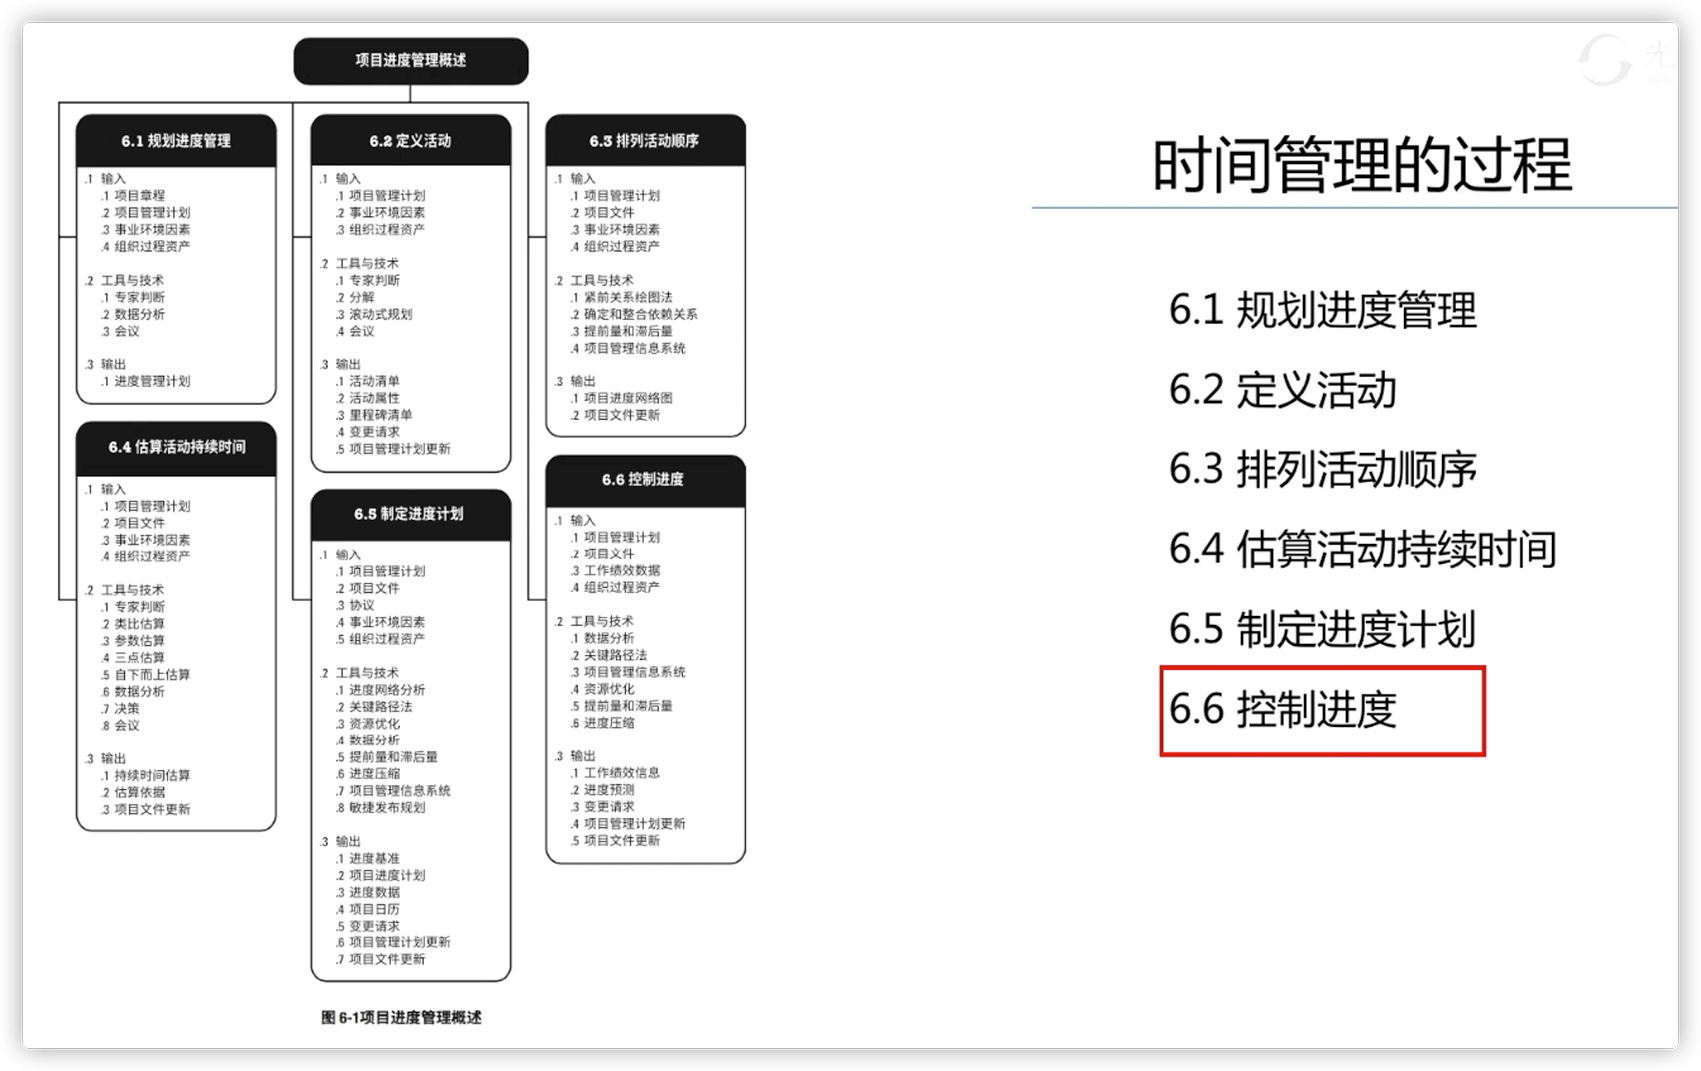 项目进度管理概述
6.1 规划进度管理
.1 输入
.1 项目章程
.2 项目管理计划
.3 事业环境因素
.4 组织过程资产
.2 工具与技术
.1 专家判断
.2 数据分析
.3 会议
.3 输出
.1 进度管理计划
6.2 定义活动
.1 输入
.1 项目管理计划
.2 事业环境因素
.3 组织过程资产
.2 工具与技术
.1 专家判断
.2 分解
.3 滚动式规划
.4 会议
.3 输出
.1 活动清单
.2 活动属性
.3 里程碑清单
.4 变更请求
.5 项目管理计划更新
6.3 排列活动顺序
.1 输入
.1 项目管理计划
.2 项目文件
.3 事业环境因素
.4 组织过程资产
.2 工具与技术
.1 紧前关系绘图法
.2 确定和整合依赖关系
.3 提前量和滞后量
.4 项目管理信息系统
.3 输出
.1 项目进度网络图
.2 项目文件更新
6.4 估算活动持续时间
.1 输入
.1 项目管理计划
.2 项目文件
.3 事业环境因素
.4 组织过程资产
.2 工具与技术
.1 专家判断
.2 类比估算
.3 参数估算
.4 三点估算
.5 自下而上估算
.6 数据分析
.7 决策
.8 会议
.3 输出
.1 持续时间估算
.2 估算依据
.3 项目文件更新
6.5 制定进度计划
.1 输入
.1 项目管理计划
.2 项目文件
.3 协议
.4 事业环境因素
.5 组织过程资产
.2 工具与技术
.1 进度网络分析
.2 关键路径法
.3 资源优化
.4 数据分析
.5 提前量和滞后量
.6 进度压缩
.7 项目管理信息系统
.8 敏捷发布规划
.3 输出
.1 进度基准
.2 项目进度计划
.3 进度数据
.4 项目日历
.5 变更请求
.6 项目管理计划更新
.7 项目文件更新
6.6 控制进度
.1 输入
.1 项目管理计划
.2 项目文件
.3 工作绩效数据
.4 组织过程资产
.2 工具与技术
.1 数据分析
.2 关键路径法
.3 项目管理信息系统
.4 资源优化
.5 提前量和滞后量
.6 进度压缩
.3 输出
.1 工作绩效信息
.2 进度预测
.3 变更请求
.4 项目管理计划更新
.5 项目文件更新
图 6-1项目进度管理概述
光
时间管理的过程
6.1 规划进度管理
6.2 定义活动
6.3 排列活动顺序
6.4 估算活动持续时间
6.5 制定进度计划
6.6 控制进度